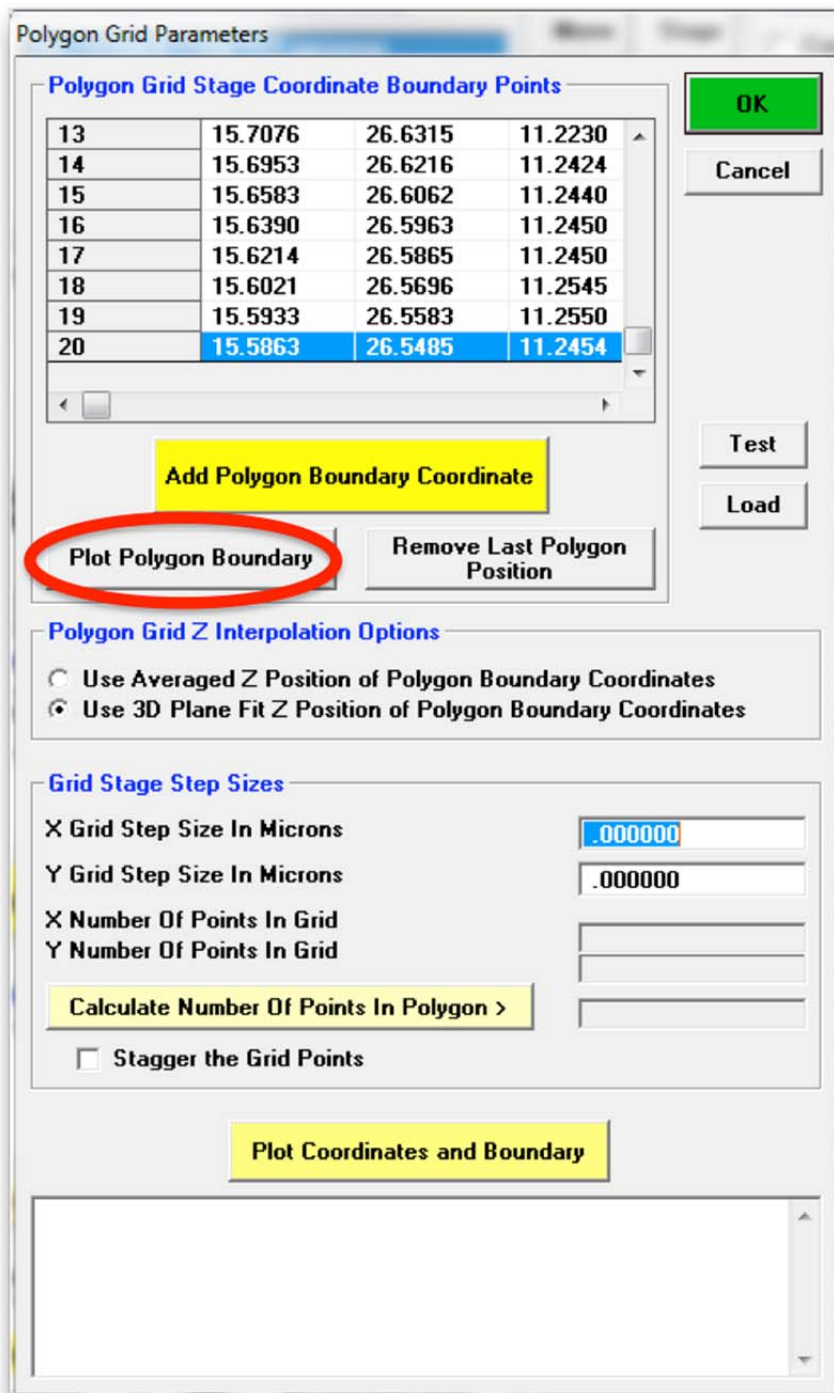 Polygon Grid Parameters
Polygon Grid Stage Coordinate Boundary Points
OK
Cancel
13 15.7076 26.6315 11.2230
14 15.6953 26.6216 11.2424
15 15.6583 26.6062 11.2440
16 15.6390 26.5963 11.2450
17 15.6214 26.5865 11.2450
18 15.6021 26.5696 11.2545
19 15.5933 26.5583 11.2550
20 15.5863 26.5485 11.2454
Add Polygon Boundary Coordinate
Test
Load
Plot Polygon Boundary
Remove Last Polygon
Position
Polygon Grid Z Interpolation Options
Use Averaged Z Position of Polygon Boundary Coordinates
Use 3D Plane Fit Z Position of Polygon Boundary Coordinates
Grid Stage Step Sizes
X Grid Step Size In Microns .000000
Y Grid Step Size In Microns .000000
X Number Of Points In Grid
Y Number Of Points In Grid
Calculate Number Of Points In Polygon >
Stagger the Grid Points
Plot Coordinates and Boundary